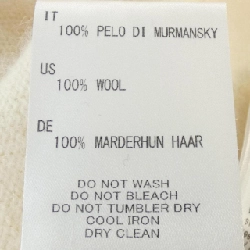 IT
100% PELO DI MURMANSKY
US
100% WOOL
DE
100% MARDERHUN HAAR
DO NOT WASH
DO NOT BLEACH
DO NOT TUMBLER DRY
COOL IRON
DRY CLEAN